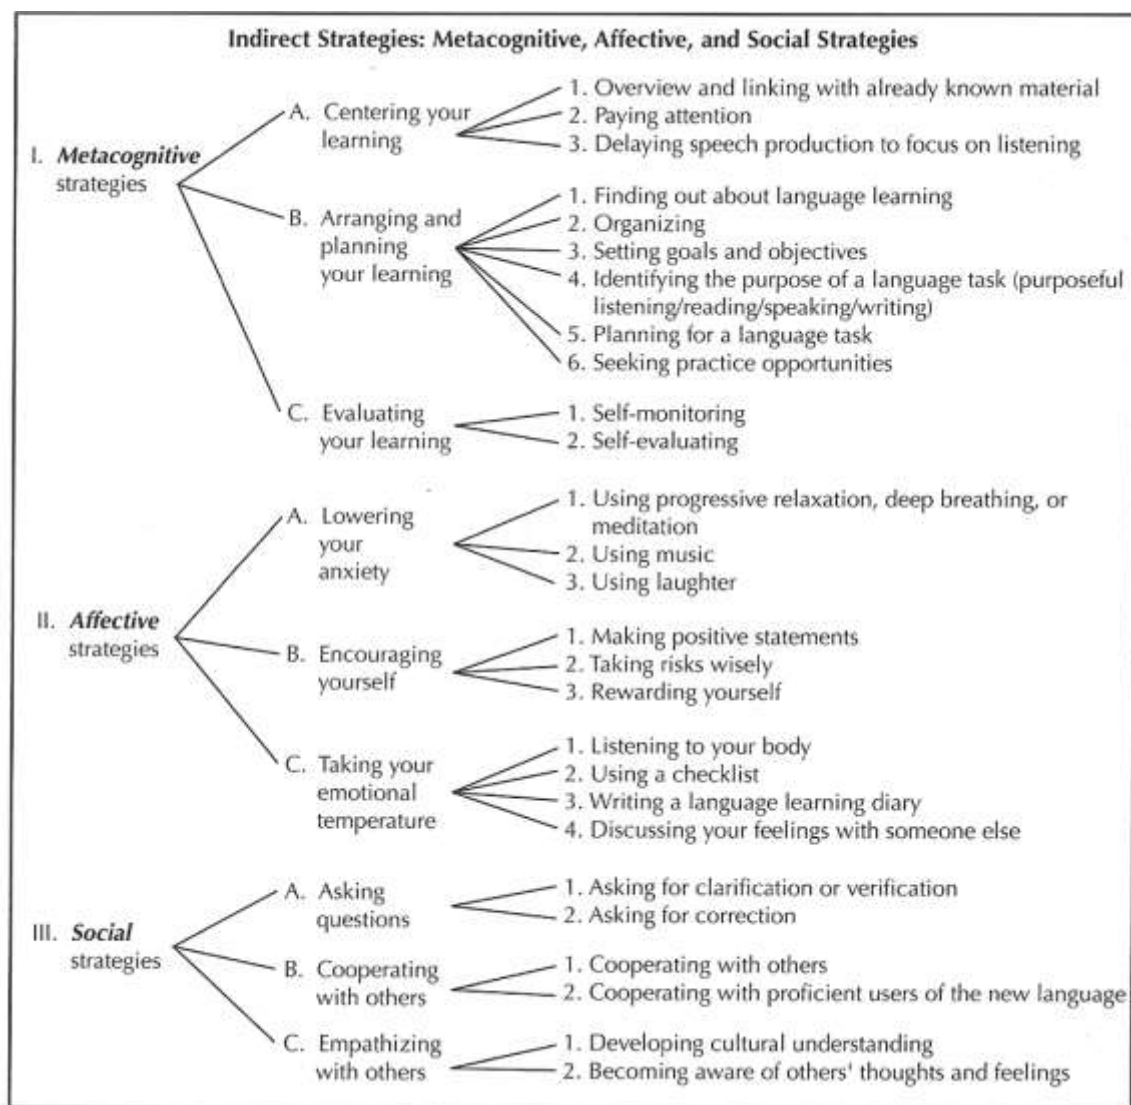 Indirect Strategies: Metacognitive, Affective, and Social Strategies
I. Metacognitive
strategies
A. Centering your
learning
1. Overview and linking with already known material
2. Paying attention
3. Delaying speech production to focus on listening
B. Arranging and
planning
your learning
1. Finding out about language learning
2. Organizing
3. Setting goals and objectives
4. Identifying the purpose of a language task (purposeful
listening/reading/speaking/writing)
5. Planning for a language task
6. Seeking practice opportunities
C. Evaluating
your learning
1. Self-monitoring
2. Self-evaluating
II. Affective
strategies
A. Lowering
your
anxiety
1. Using progressive relaxation, deep breathing, or
meditation
2. Using music
3. Using laughter
B. Encouraging
yourself
1. Making positive statements
2. Taking risks wisely
3. Rewarding yourself
C. Taking your
emotional
temperature
1. Listening to your body
2. Using a checklist
3. Writing a language learning diary
4. Discussing your feelings with someone else
III. Social
strategies
A. Asking
questions
1. Asking for clarification or verification
2. Asking for correction
B. Cooperating
with others
1. Cooperating with others
2. Cooperating with proficient users of the new language
C. Empathizing
with others
1. Developing cultural understanding
2. Becoming aware of others' thoughts and feelings